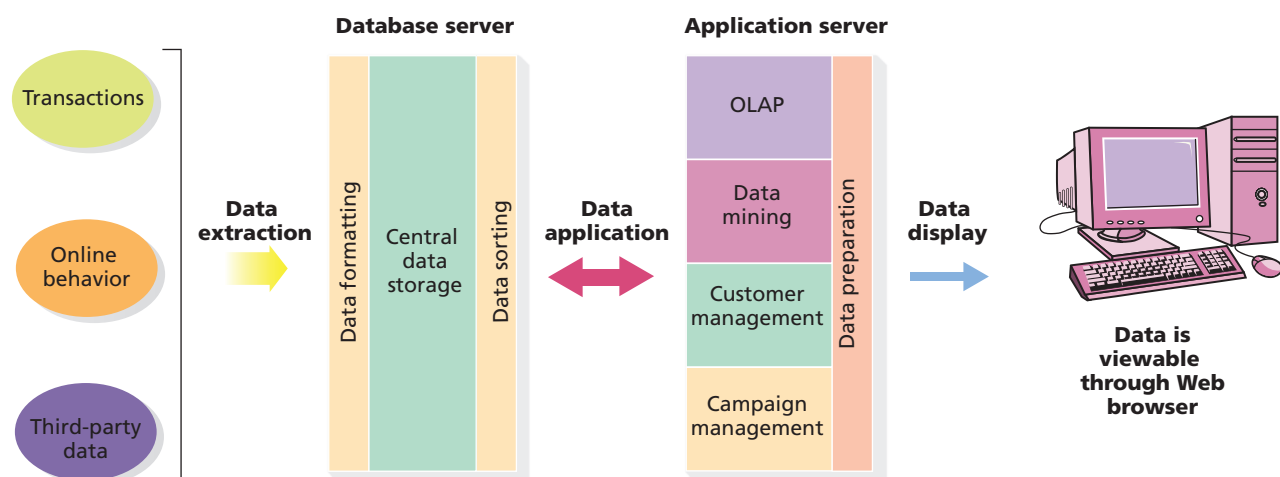 Database server
Application server
Transactions
Online
behavior
Third-party
data
Data
extraction
Data formatting
Central
data
storage
Data sorting
Data
application
OLAP
Data
mining
Customer
management
Campaign
management
Data preparation
Data
display
Data is
viewable
through Web
browser